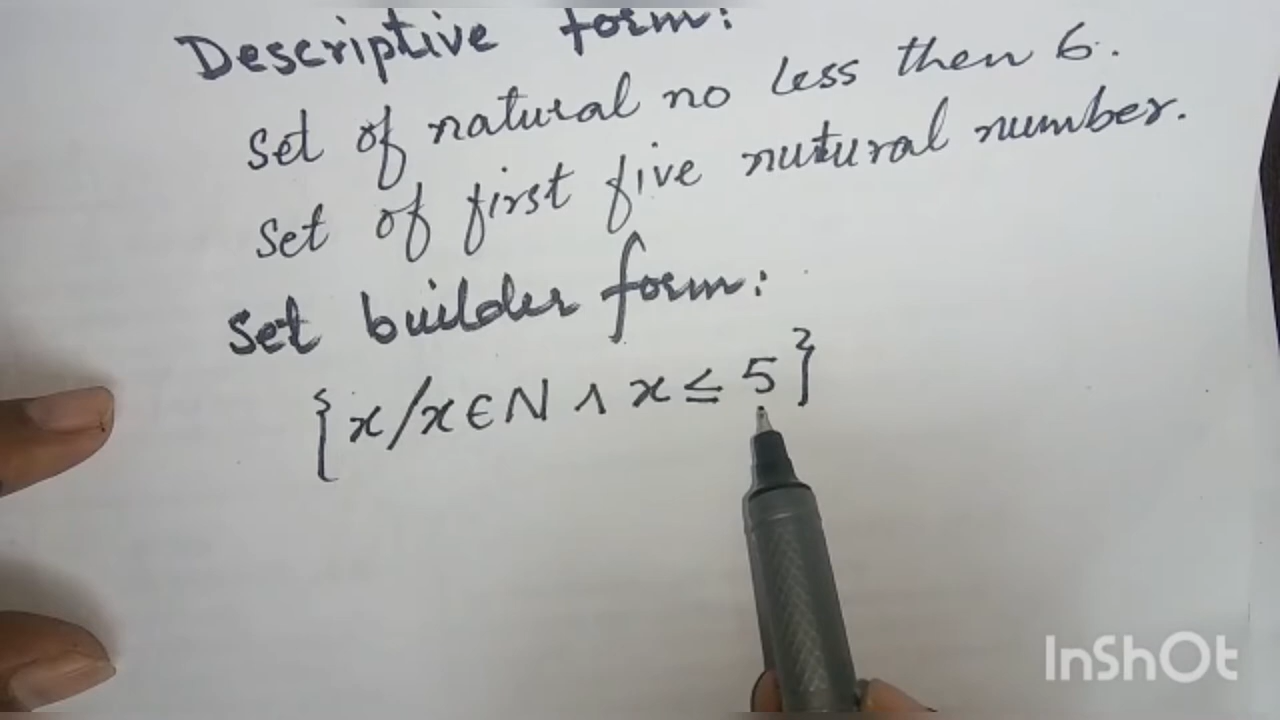 Descriptive form:
Set of natural no less then 6.
Set of first five nutural number.
Set builder form:
{x/x∈N ∧ x≤5}
InShOt